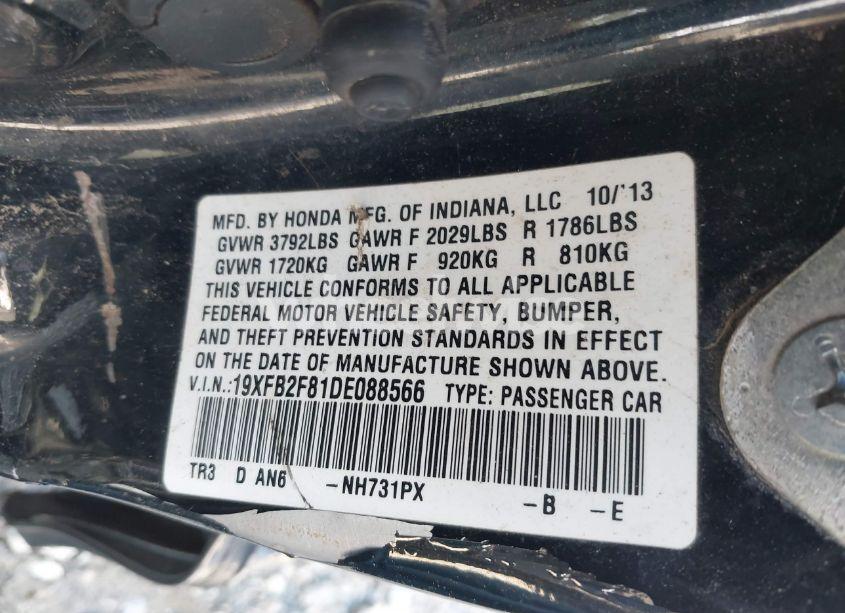 MFD. BY HONDA MFG. OF INDIANA, LLC 10/'13
GVWR 3792LBS GAWR F 2029LBS R 1786LBS
GVWR 1720KG GAWR F 920KG R 810KG
THIS VEHICLE CONFORMS TO ALL APPLICABLE
FEDERAL MOTOR VEHICLE SAFETY, BUMPER,
AND THEFT PREVENTION STANDARDS IN EFFECT
ON THE DATE OF MANUFACTURE SHOWN ABOVE.
V.I.N.:19XFB2F81DE088566 TYPE: PASSENGER CAR
TR3 D AN6 -NH731PX -B -E